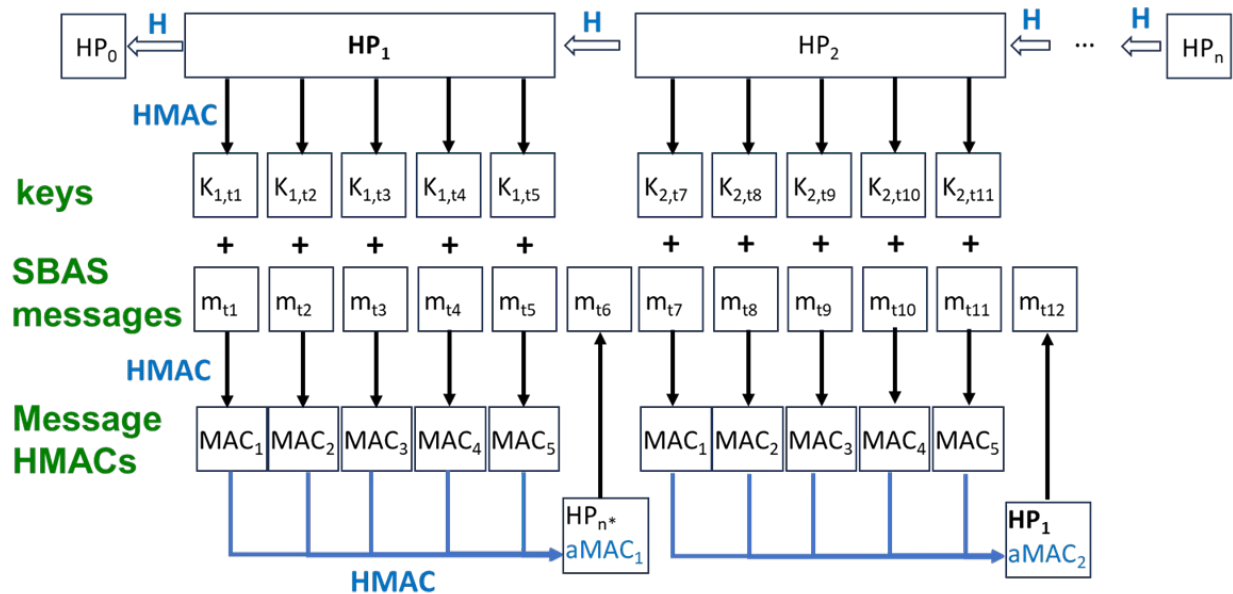 H H H H
HP₀ HP₁ HP₂ ... HPₙ
HMAC
keys K₁,t1 K₁,t2 K₁,t3 K₁,t4 K₁,t5 K₂,t7 K₂,t8 K₂,t9 K₂,t10 K₂,t11
+ + + + + + + + + +
SBAS
messages mt1 mt2 mt3 mt4 mt5 mt6 mt7 mt8 mt9 mt10 mt11 mt12
HMAC
Message
HMACs
MAC₁ MAC₂ MAC₃ MAC₄ MAC₅ MAC₁ MAC₂ MAC₃ MAC₄ MAC₅
HPₙ* HP₁
aMAC₁ aMAC₂
HMAC